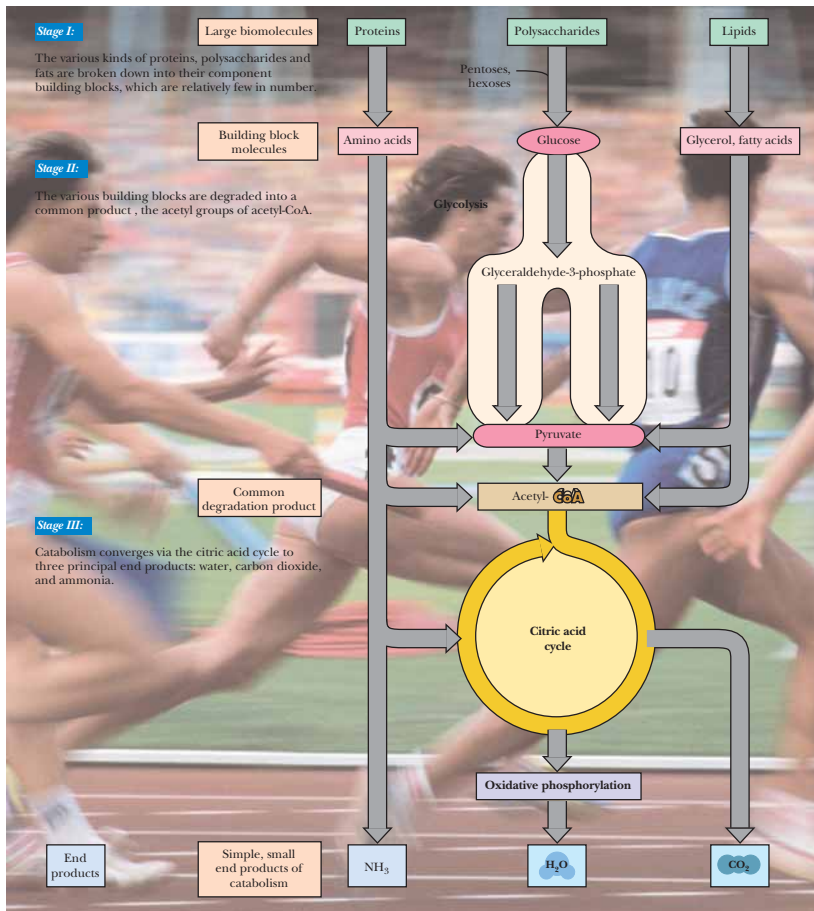 Stage I:
Large biomolecules
Proteins
Polysaccharides
Lipids
The various kinds of proteins, polysaccharides and
fats are broken down into their component
building blocks, which are relatively few in number.
Pentoses,
hexoses
Building block
molecules
Amino acids
Glucose
Glycerol, fatty acids
Stage II:
The various building blocks are degraded into a
common product , the acetyl groups of acetyl-CoA.
Glycolysis
Glyceraldehyde-3-phosphate
Pyruvate
Common
degradation product
Acetyl- CoA
Stage III:
Catabolism converges via the citric acid cycle to
three principal end products: water, carbon dioxide,
and ammonia.
Citric acid
cycle
Oxidative phosphorylation
End
products
Simple, small
end products of
catabolism
NH₃
H₂O
CO₂